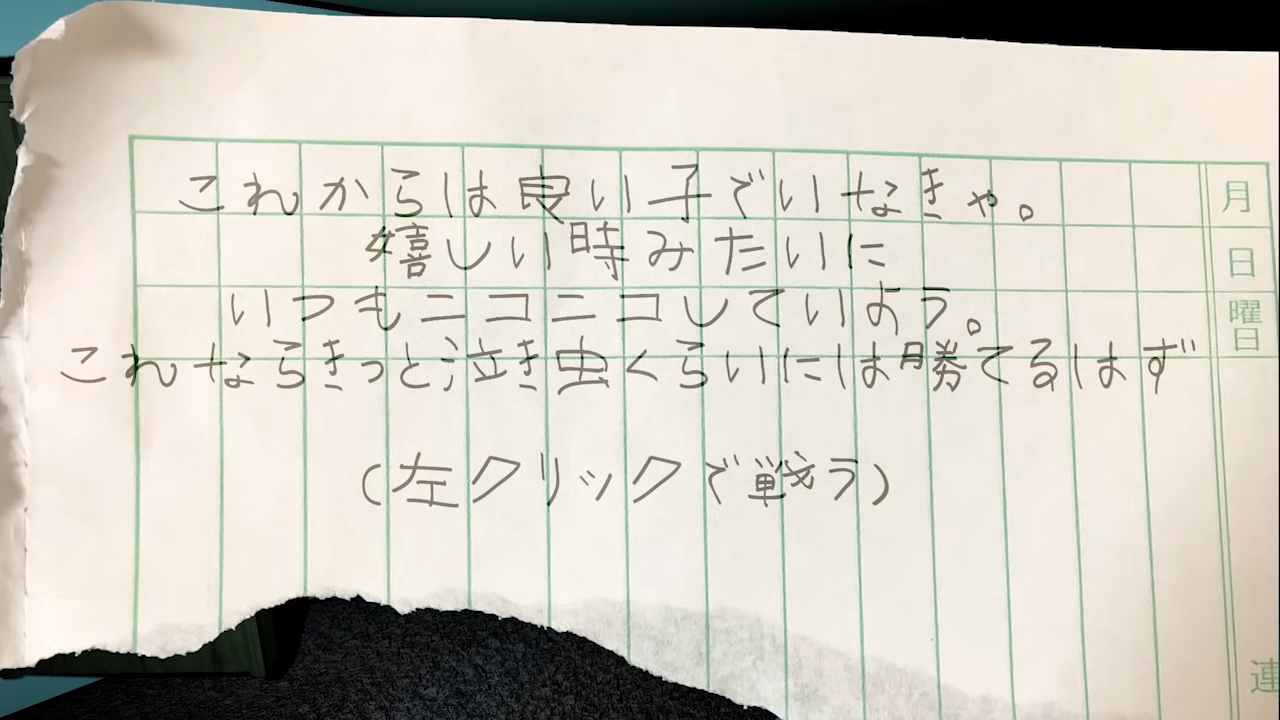 これからは良い子でいなきゃ。
嬉しい時みたいに
いつもニコニコしていよう。
これならきっと泣き虫くらいには勝てるはず
(左クリックで戦う)
月
日
曜日
連